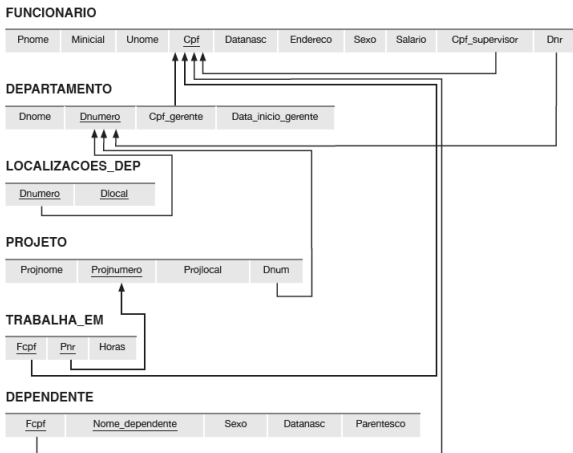 FUNCIONARIO
Pnome Minicial Unome Cpf Datanasc Endereco Sexo Salario Cpf_supervisor Dnr
DEPARTAMENTO
Dnome Dnumero Cpf_gerente Data_inicio_gerente
LOCALIZACOES_DEP
Dnumero Dlocal
PROJETO
Projnome Projnumero Projlocal Dnum
TRABALHA_EM
Fcpf Pnr Horas
DEPENDENTE
Fcpf Nome_dependente Sexo Datanasc Parentesco